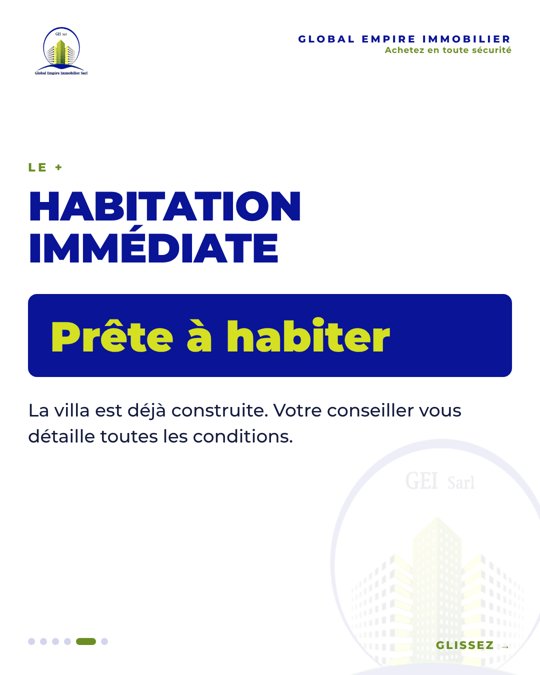 GEI Sarl
Global Empire Immobilier Sarl
GLOBAL EMPIRE IMMOBILIER
Achetez en toute sécurité
LE +
HABITATION
IMMÉDIATE
Prête à habiter
La villa est déjà construite. Votre conseiller vous
détaille toutes les conditions.
GEI Sarl
GLISSEZ →